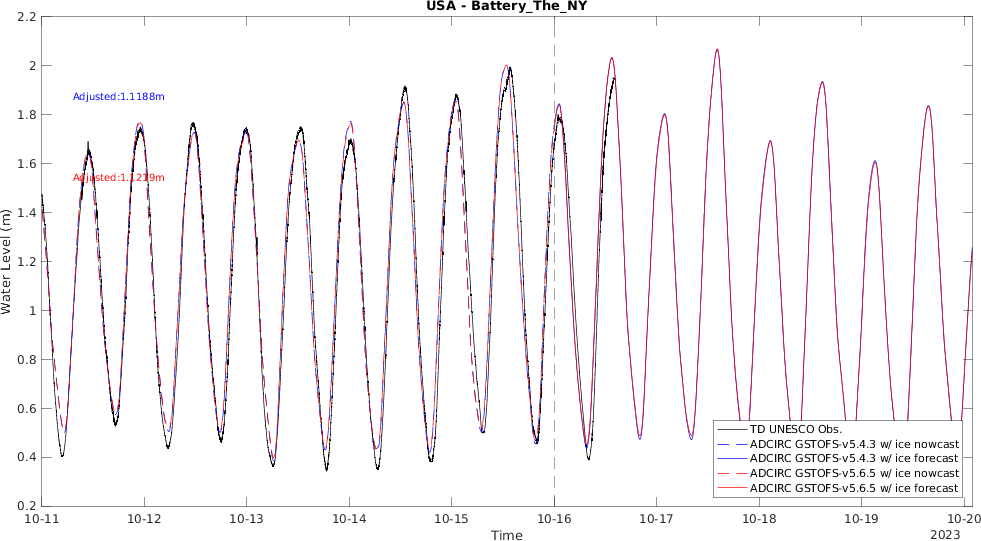 USA - Battery_The_NY
2.2
2
1.8
1.6
1.4
1.2
1
0.8
0.6
0.4
0.2
Water Level (m)
Adjusted:1.1188m
Adjusted:1.1219m
TD UNESCO Obs.
ADCIRC GSTOFS-v5.4.3 w/ ice nowcast
ADCIRC GSTOFS-v5.4.3 w/ ice forecast
ADCIRC GSTOFS-v5.6.5 w/ ice nowcast
ADCIRC GSTOFS-v5.6.5 w/ ice forecast
10-11 10-12 10-13 10-14 10-15 10-16 10-17 10-18 10-19 10-20
Time
2023